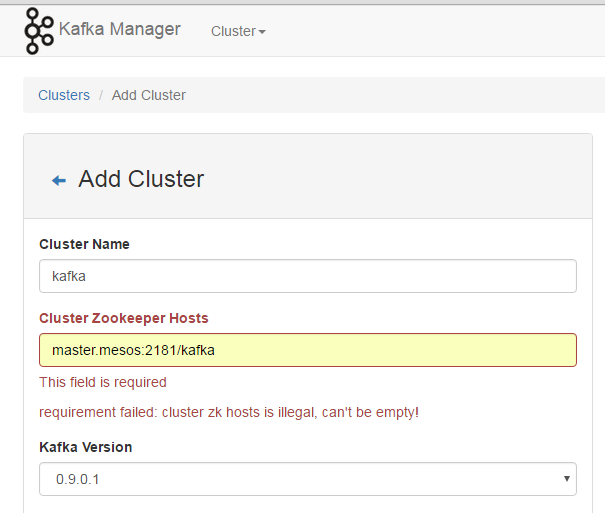 Kafka Manager Cluster
Clusters / Add Cluster
Add Cluster
Cluster Name
kafka
Cluster Zookeeper Hosts
master.mesos:2181/kafka
This field is required
requirement failed: cluster zk hosts is illegal, can't be empty!
Kafka Version
0.9.0.1